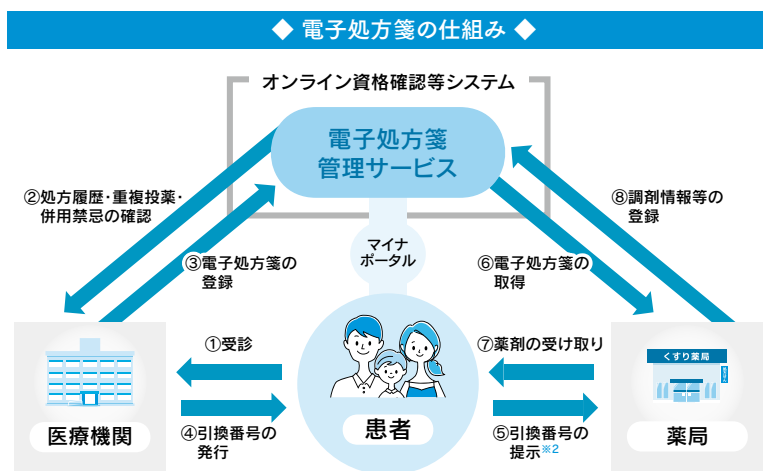 ◆ 電子処方箋の仕組み ◆
オンライン資格確認等システム
電子処方箋
管理サービス
②処方履歴・重複投薬・
併用禁忌の確認
⑧調剤情報等の
登録
③電子処方箋の
登録
マイナ
ポータル
⑥電子処方箋の
取得
①受診
⑦薬剤の受け取り
くすり薬局
医療機関
④引換番号の
発行
患者
⑤引換番号の
提示※2
薬局